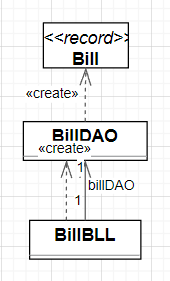 <<record>>
Bill
«create»
BillDAO
«create»
1
billDAO
1
BillBLL